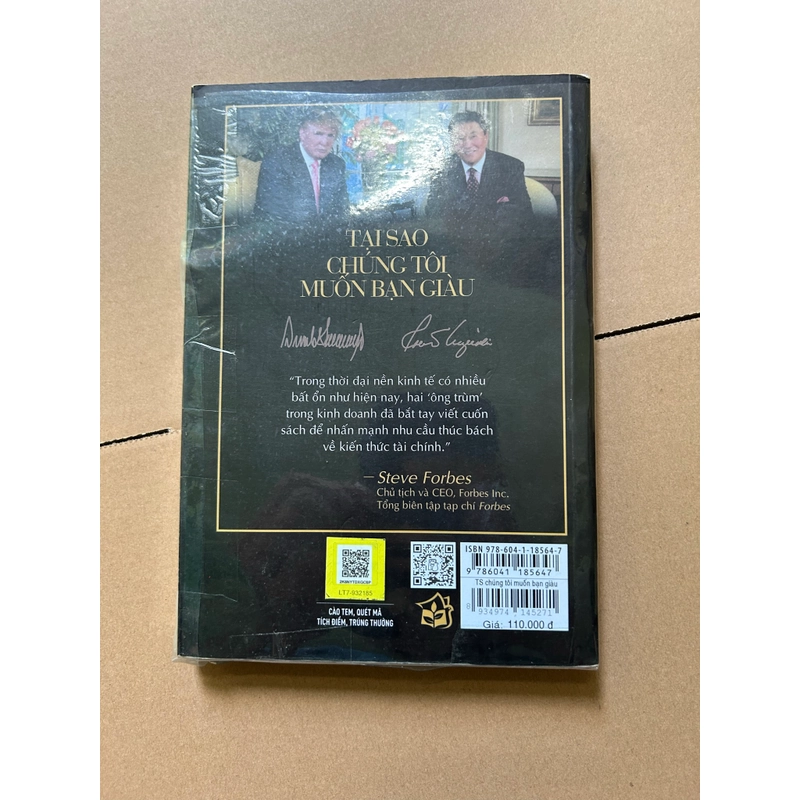 TẠI SAO
CHÚNG TÔI
MUỐN BẠN GIÀU
“Trong thời đại nền kinh tế có nhiều
bất ổn như hiện nay, hai ‘ông trùm’
trong kinh doanh đã bắt tay viết cuốn
sách để nhấn mạnh nhu cầu thúc bách
về kiến thức tài chính.”
— Steve Forbes
Chủ tịch và CEO, Forbes Inc.
Tổng biên tập tạp chí Forbes
LT7-932185
CÀO TEM, QUÉT MÃ
TÍCH ĐIỂM, TRÚNG THƯỞNG
ISBN 978-604-1-18564-7
9 786041 185647
TS chúng tôi muốn bạn giàu
8 934974 145271
Giá: 110.000 đ